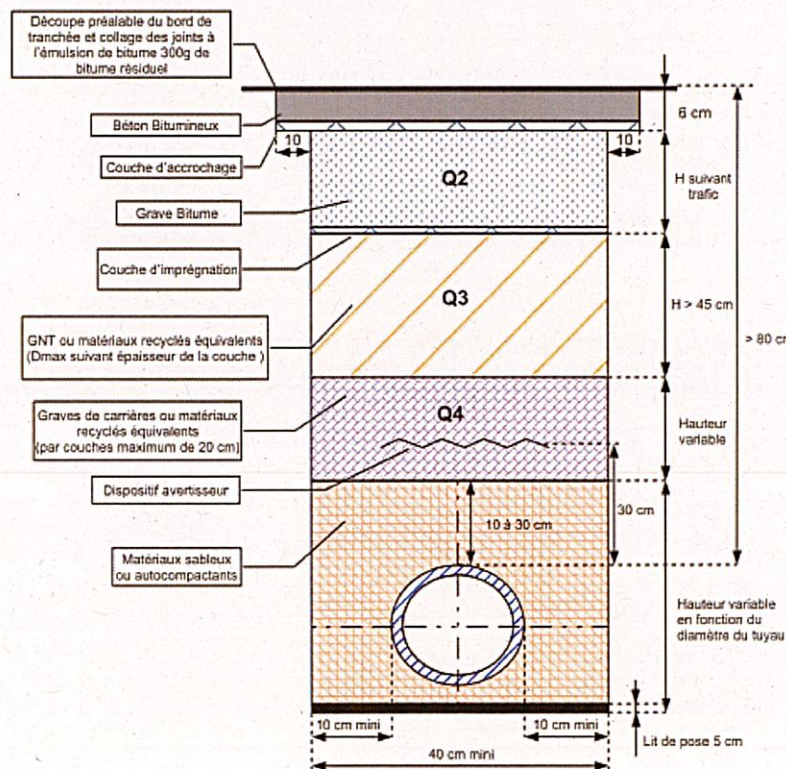 Découpe préalable du bord de
tranchée et collage des joints à
l'émulsion de bitume 300g de
bitume résiduel
Béton Bitumineux
Couche d'accrochage
Grave Bitume
Couche d'imprégnation
GNT ou matériaux recyclés équivalents
(Dmax suivant épaisseur de la couche )
Graves de carrières ou matériaux
recyclés équivalents
(par couches maximum de 20 cm)
Dispositif avertisseur
Matériaux sableux
ou autocompactants
10
10
Q2
Q3
Q4
10 à 30 cm
30 cm
6 cm
H suivant
trafic
H > 45 cm
> 80 cm
Hauteur
variable
Hauteur variable
en fonction du
diamètre du tuyau
10 cm mini
10 cm mini
40 cm mini
Lit de pose 5 cm